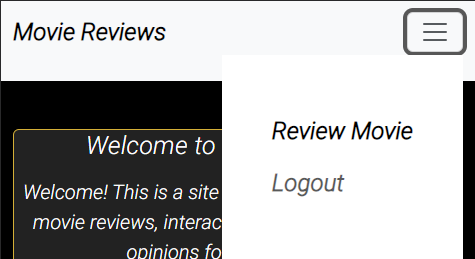 Movie Reviews
Review Movie
Logout
Welcome to
Welcome! This is a site
movie reviews, interac
opinions fo